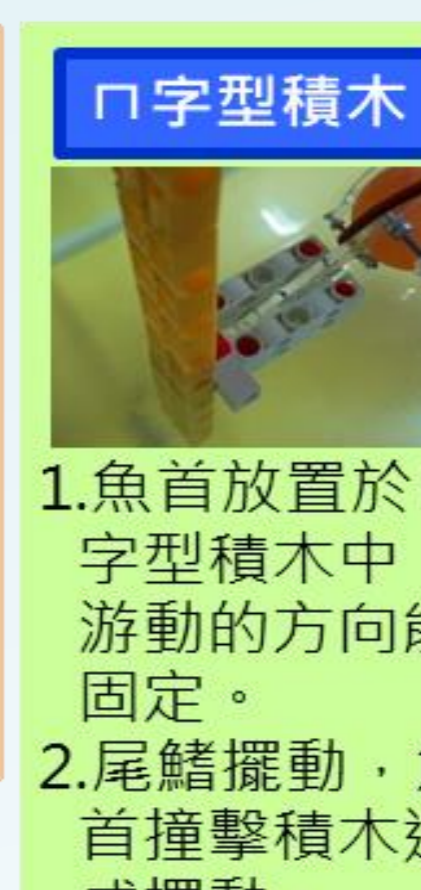 ㄇ字型積木
1.魚首放置於
字型積木中
游動的方向
固定。
2.尾鰭擺動，
首撞擊積木